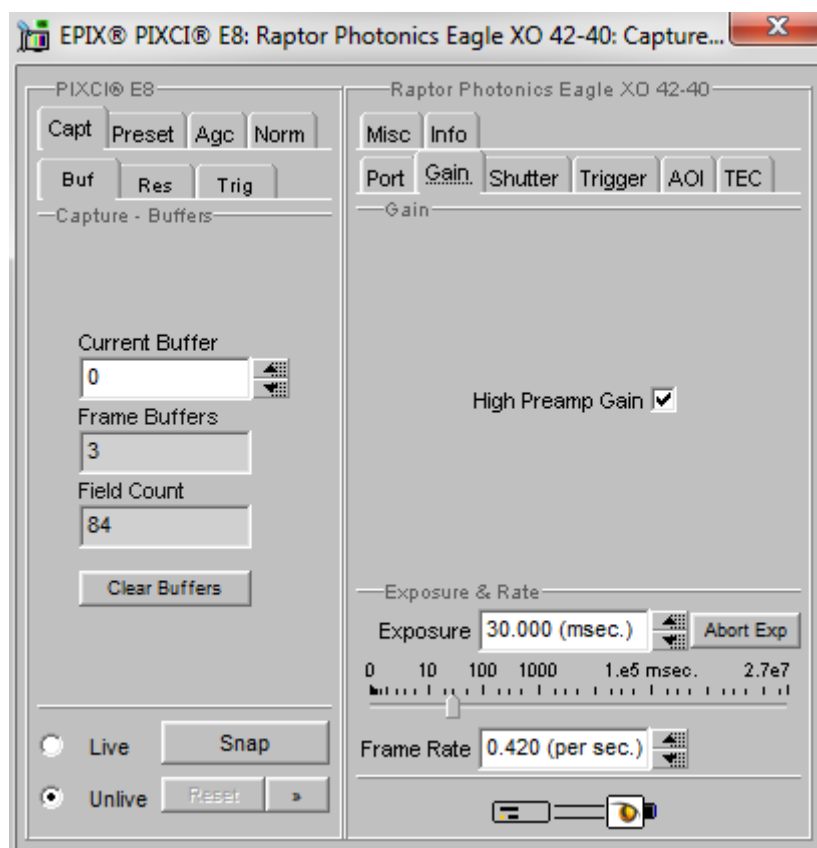 EPIX® PIXCI® E8: Raptor Photonics Eagle XO 42-40: Capture...
PIXCI® E8
Capt Preset Agc Norm
Buf Res Trig
Capture - Buffers
Current Buffer
0
Frame Buffers
3
Field Count
84
Clear Buffers
Live Snap
Unlive Reset »
Raptor Photonics Eagle XO 42-40
Misc Info
Port Gain Shutter Trigger AOI TEC
Gain
High Preamp Gain
Exposure & Rate
Exposure 30.000 (msec.) Abort Exp
0 10 100 1000 1.e5 msec. 2.7e7
Frame Rate 0.420 (per sec.)